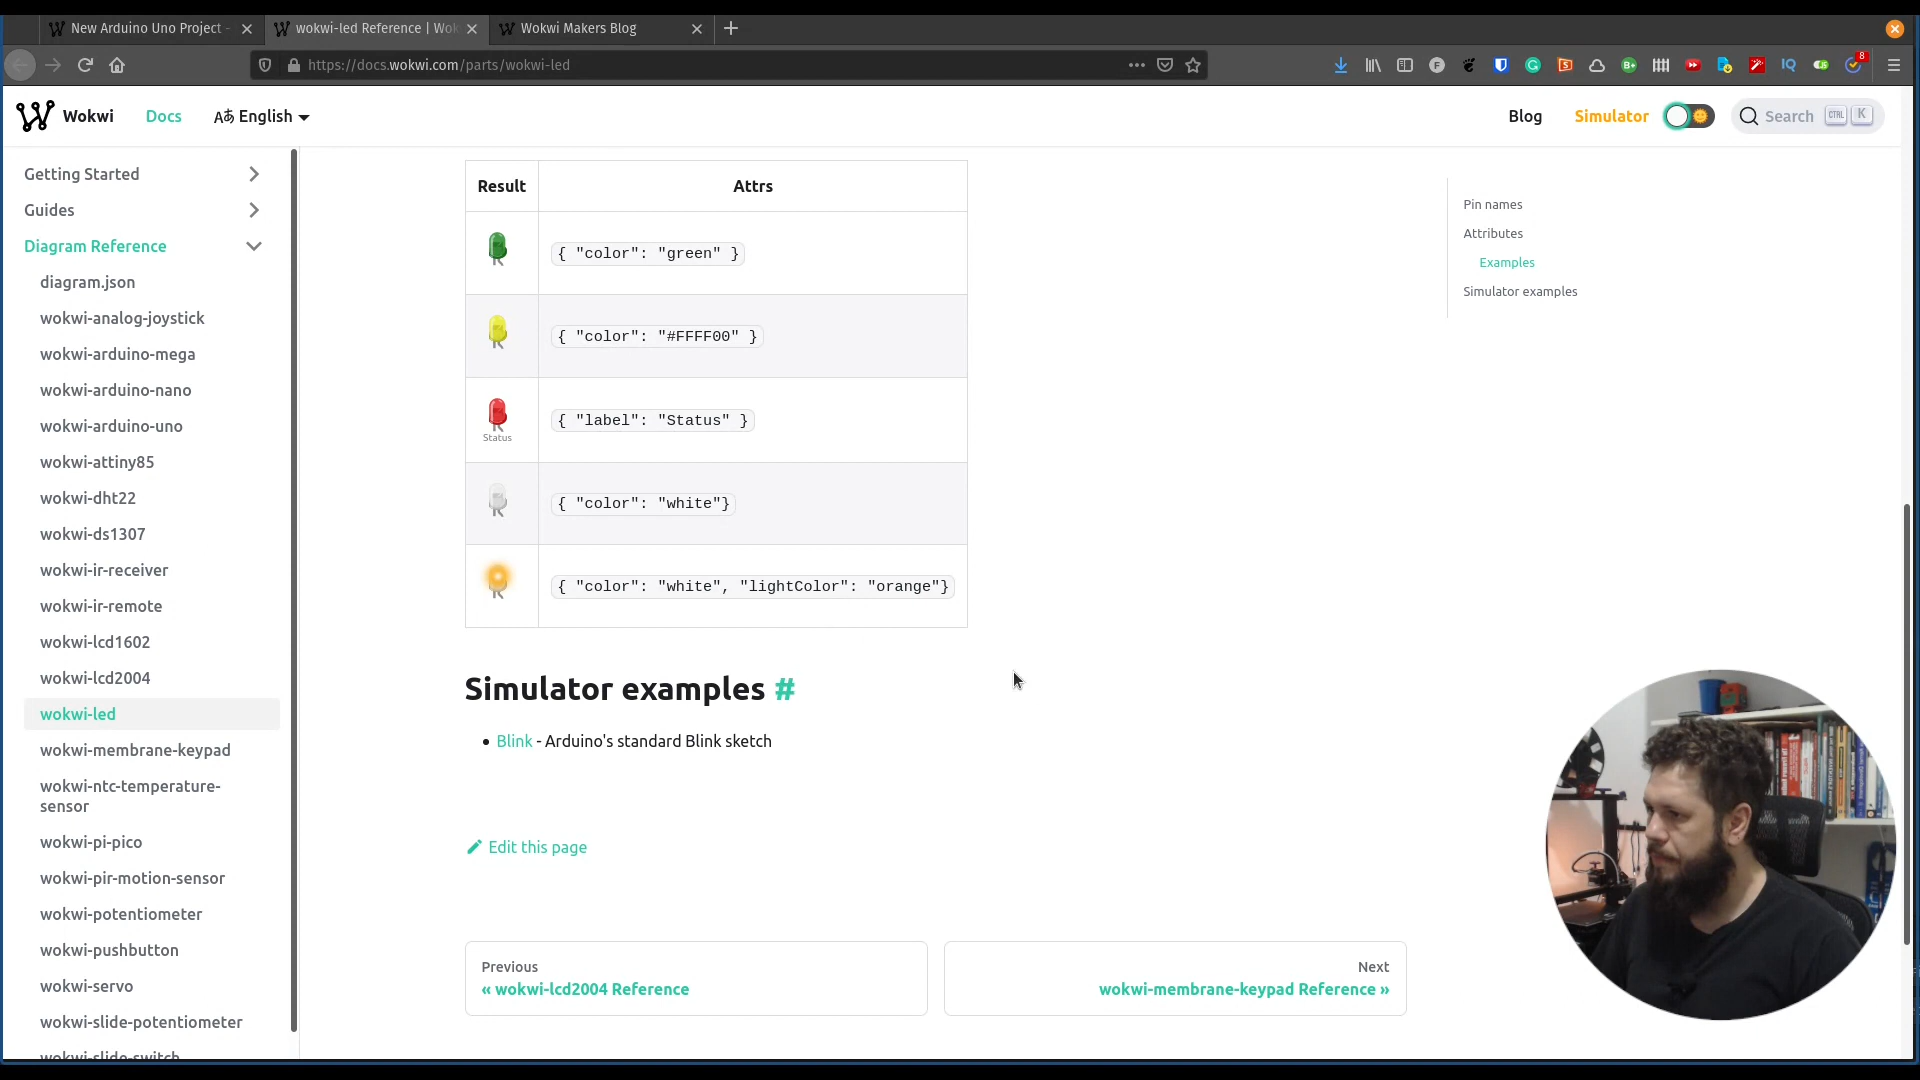 New Arduino Uno Project -
wokwi-led Reference | Wok
Wokwi Makers Blog
https://docs.wokwi.com/parts/wokwi-led
8
Wokwi
Docs
English
Blog
Simulator
Search
CTRL
K
Getting Started
Guides
Diagram Reference
diagram.json
wokwi-analog-joystick
wokwi-arduino-mega
wokwi-arduino-nano
wokwi-arduino-uno
wokwi-attiny85
wokwi-dht22
wokwi-ds1307
wokwi-ir-receiver
wokwi-ir-remote
wokwi-lcd1602
wokwi-lcd2004
wokwi-led
wokwi-membrane-keypad
wokwi-ntc-temperature-
sensor
wokwi-pi-pico
wokwi-pir-motion-sensor
wokwi-potentiometer
wokwi-pushbutton
wokwi-servo
wokwi-slide-potentiometer
wokwi-slide-switch
Result
Attrs
{ "color": "green" }
{ "color": "#FFFF00" }
Status
{ "label": "Status" }
{ "color": "white"}
{ "color": "white", "lightColor": "orange"}
Simulator examples #
Blink - Arduino's standard Blink sketch
Edit this page
Previous
« wokwi-lcd2004 Reference
Next
wokwi-membrane-keypad Reference »
Pin names
Attributes
Examples
Simulator examples